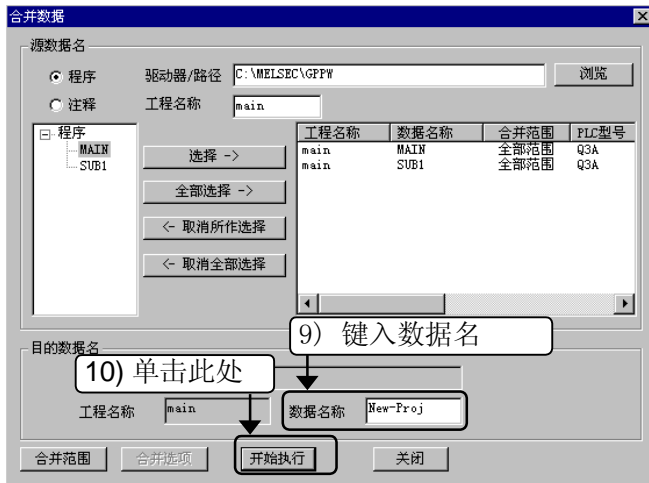 合并数据
源数据名
程序
驱动器/路径 C:\MELSEC\GPPW 浏览
注释
工程名称 main
程序
MAIN
SUB1
选择 ->
全部选择 ->
<- 取消所作选择
<- 取消全部选择
工程名称 数据名称 合并范围 PLC型号
main MAIN 全部范围 Q3A
main SUB1 全部范围 Q3A
9) 键入数据名
目的数据名
10) 单击此处
工程名称 main 数据名称 New-Proj
合并范围 合并选项 开始执行 关闭